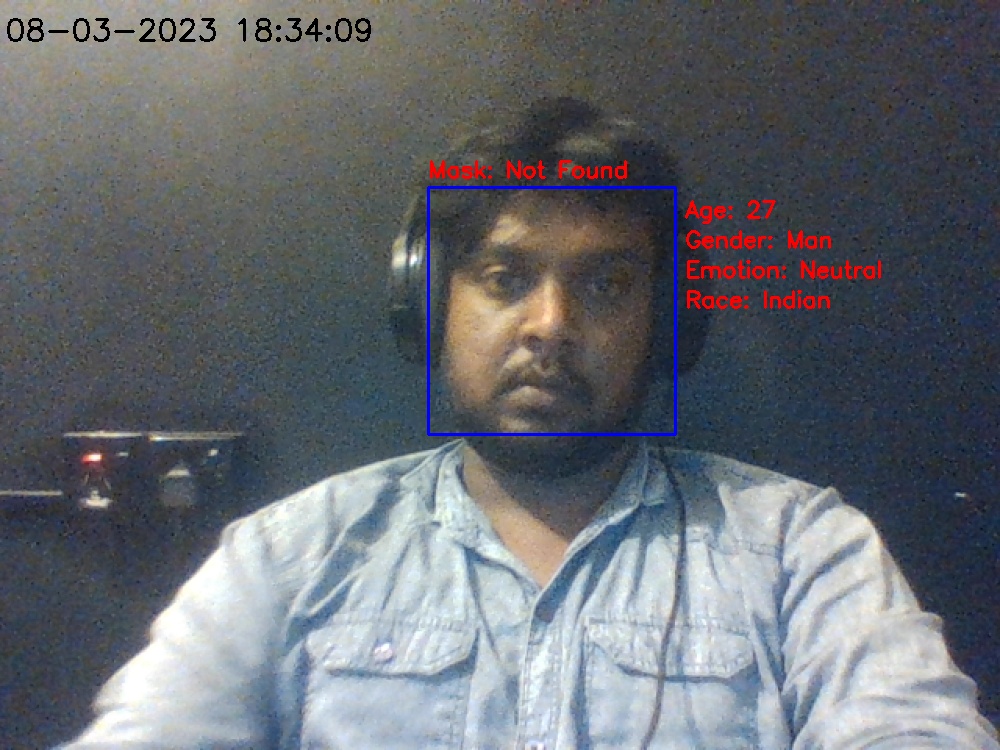 08-03-2023 18:34:09
Mask: Not Found
Age: 27
Gender: Man
Emotion: Neutral
Race: Indian